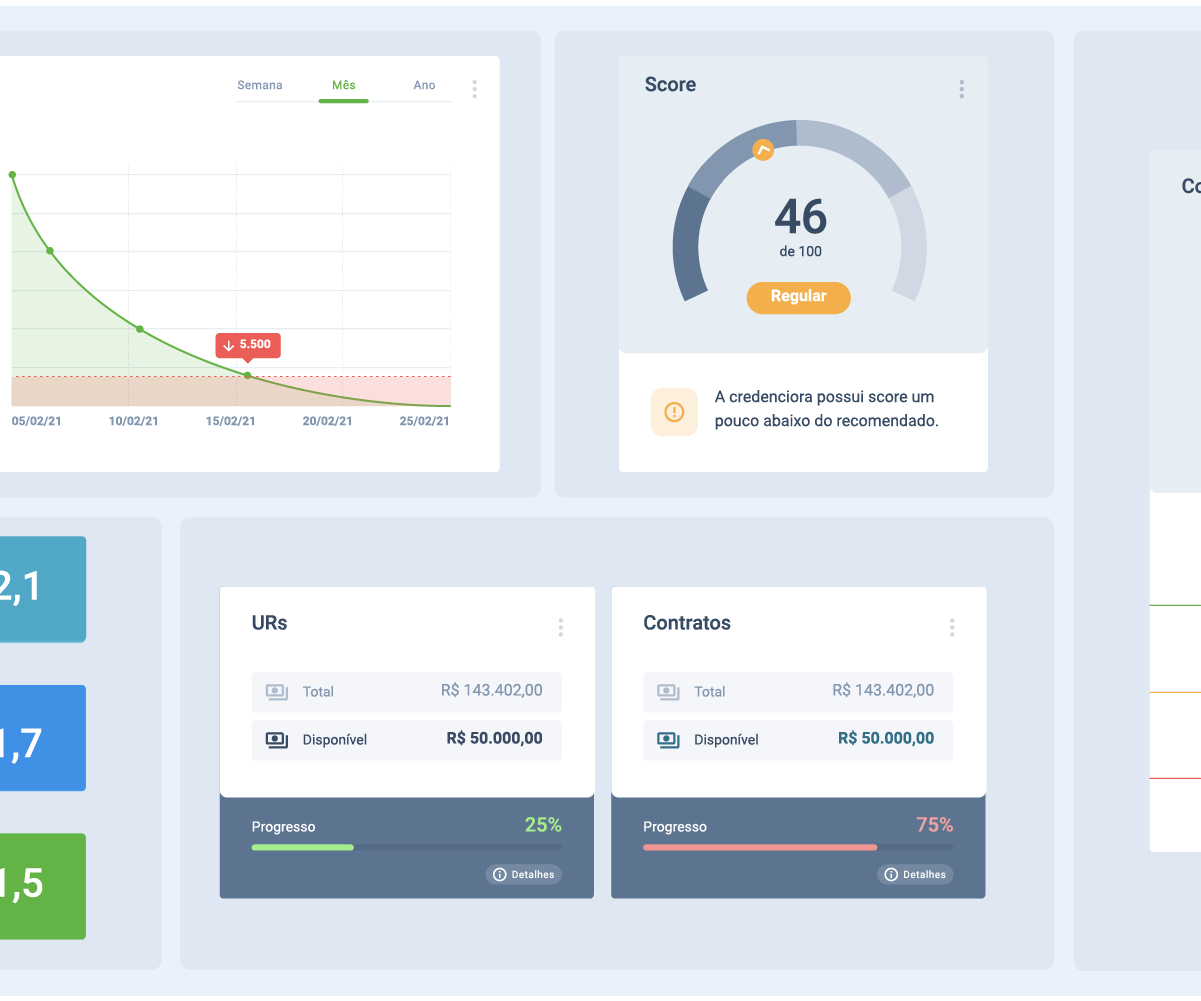 Semana Mês Ano
5.500
05/02/21 10/02/21 15/02/21 20/02/21 25/02/21
Score
46
de 100
Regular
A credenciora possui score um
pouco abaixo do recomendado.
2,1
1,7
1,5
URs
Total R$ 143.402,00
Disponível R$ 50.000,00
Progresso 25%
Detalhes
Contratos
Total R$ 143.402,00
Disponível R$ 50.000,00
Progresso 75%
Detalhes